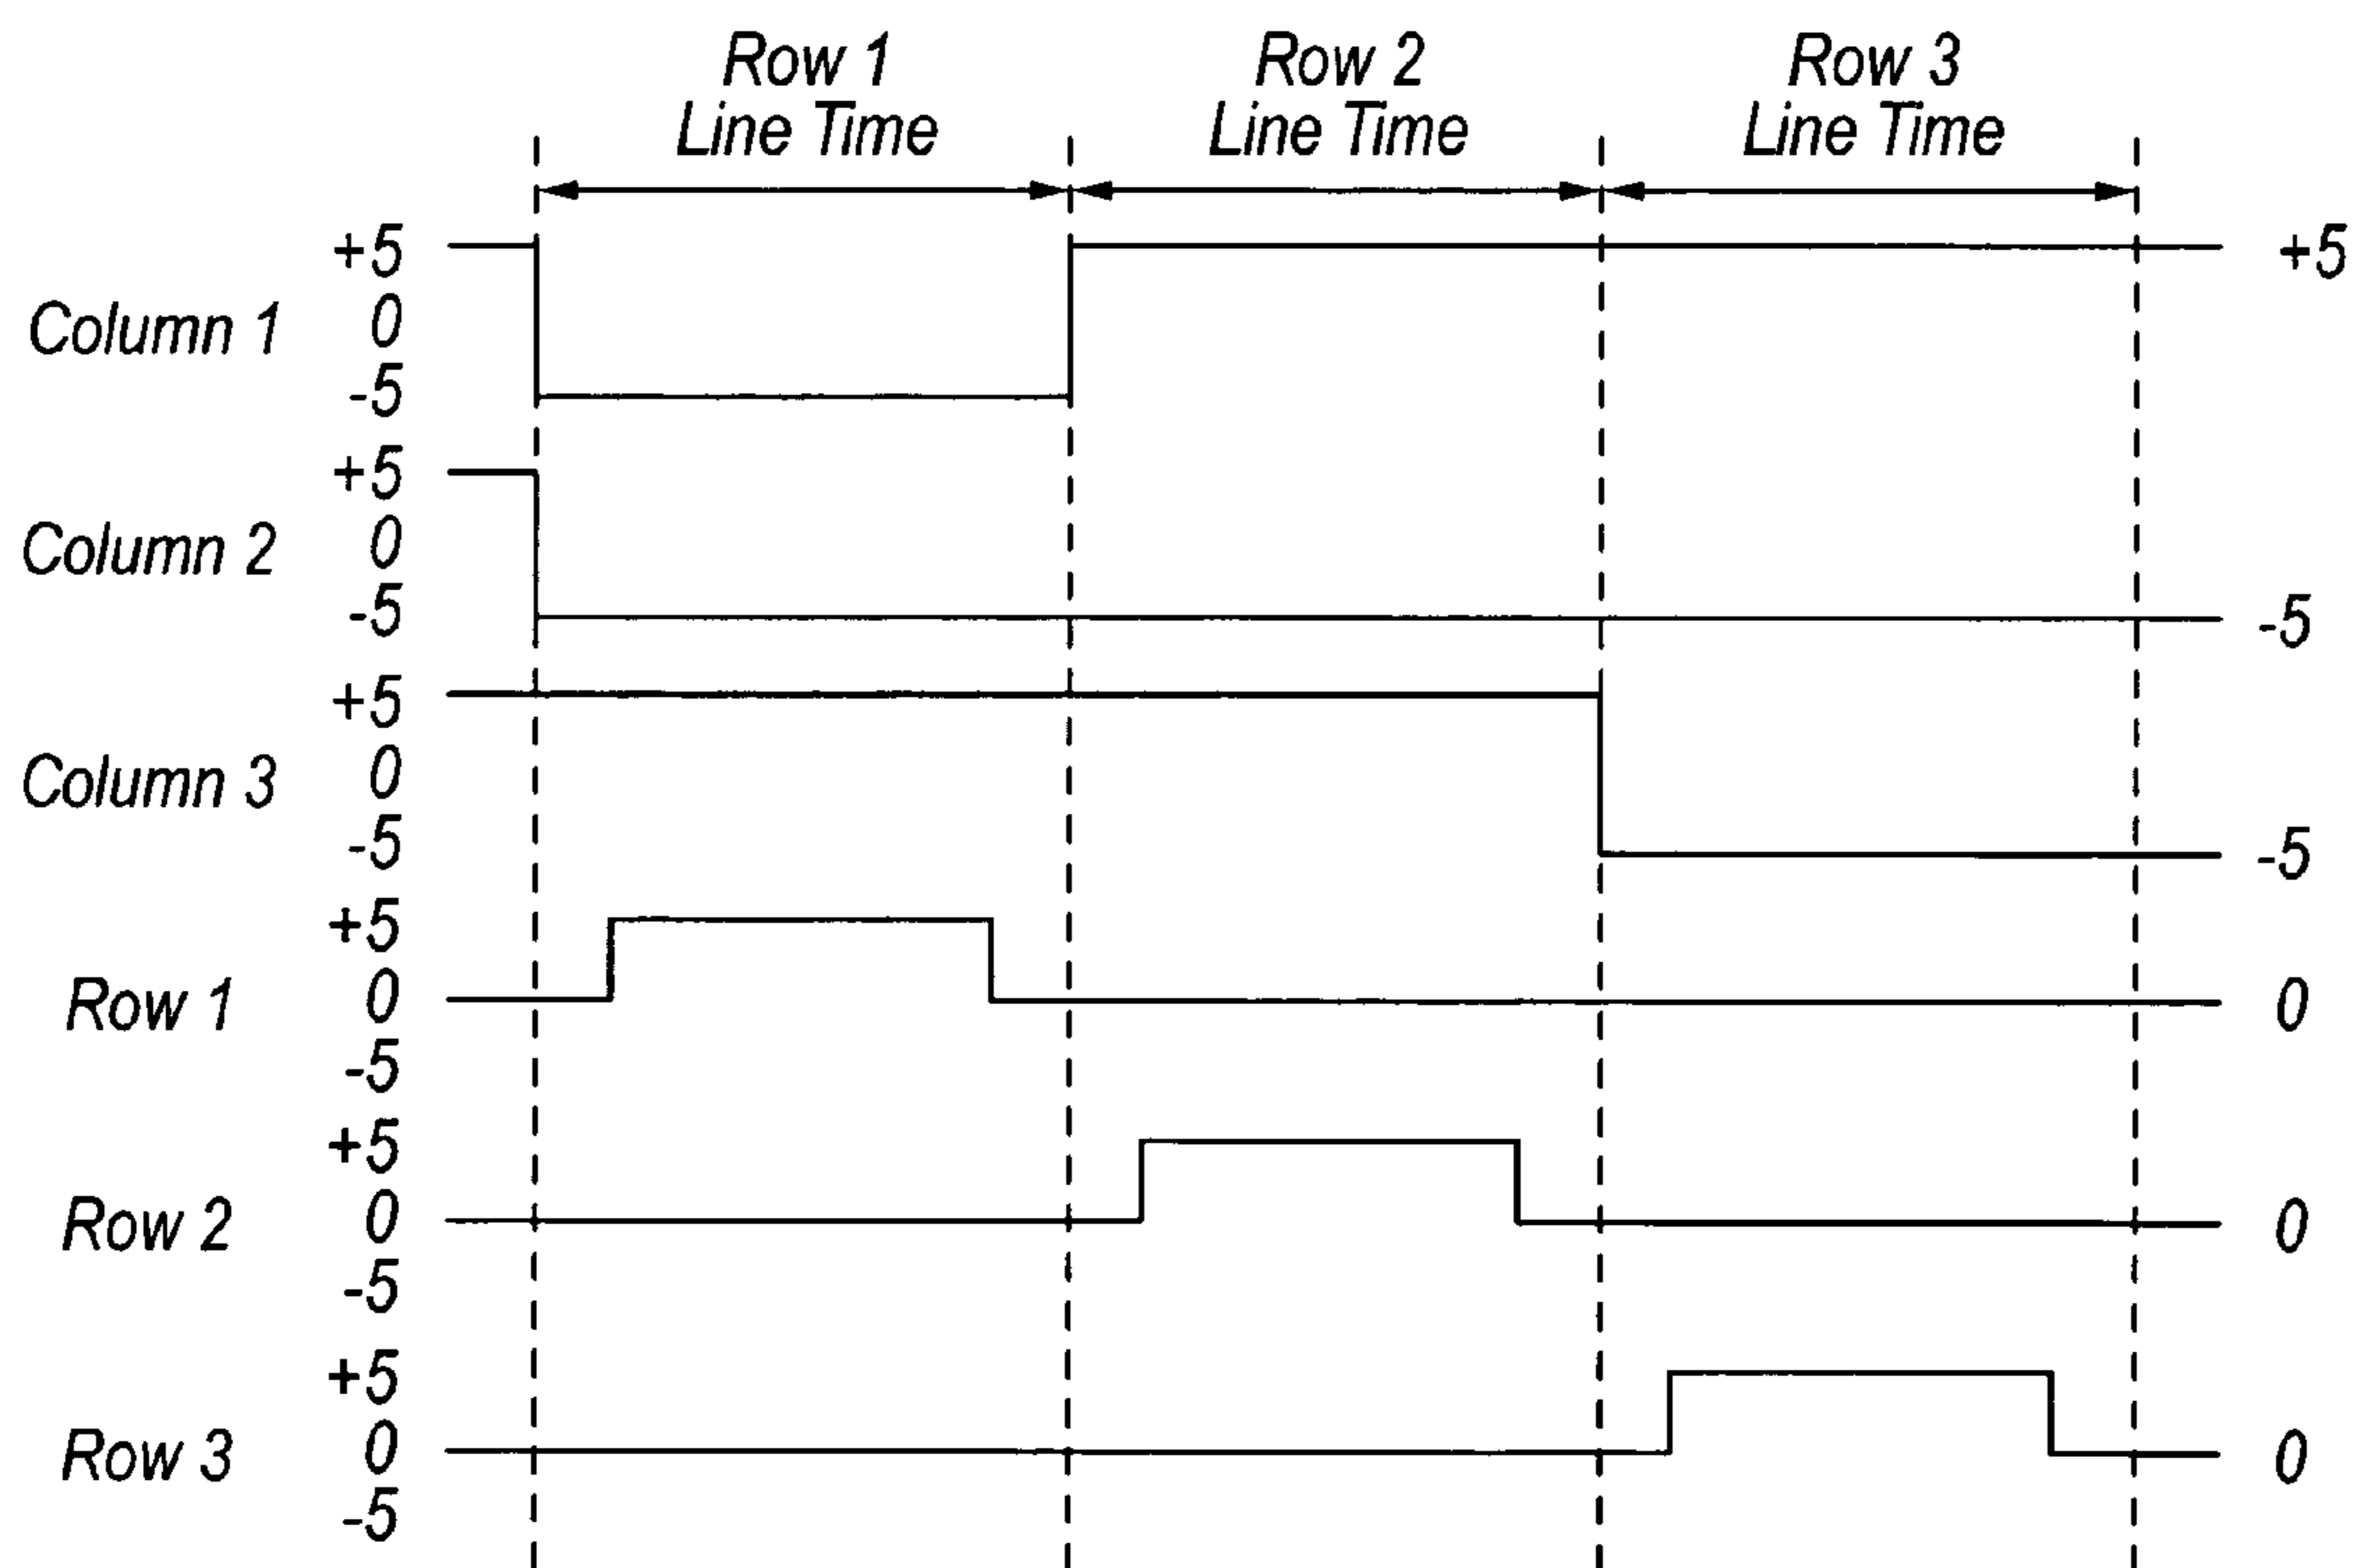 Row 1 Row 2 Row 3
Line Time Line Time Line Time
+5 +5
Column 1 0
-5
+5
Column 2 0
-5 -5
+5
Column 3 0
-5 -5
+5
Row 1 0 0
-5
+5
Row 2 0 0
-5
+5
Row 3 0 0
-5